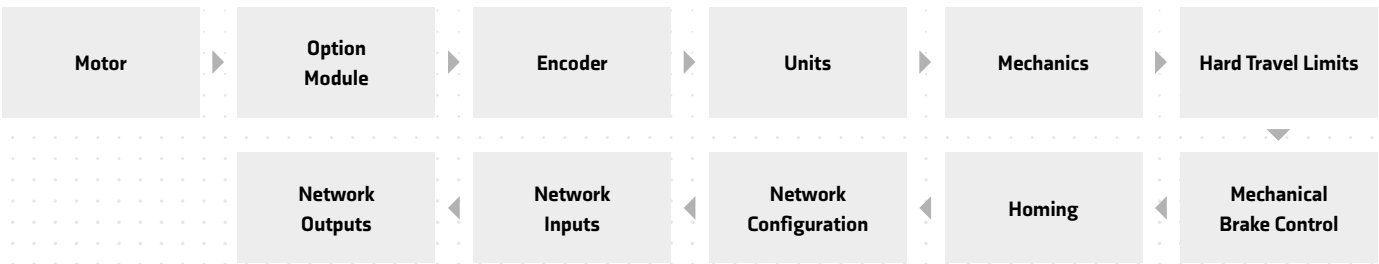 Motor
Option
Module
Encoder
Units
Mechanics
Hard Travel Limits
Mechanical
Brake Control
Homing
Network
Configuration
Network
Inputs
Network
Outputs